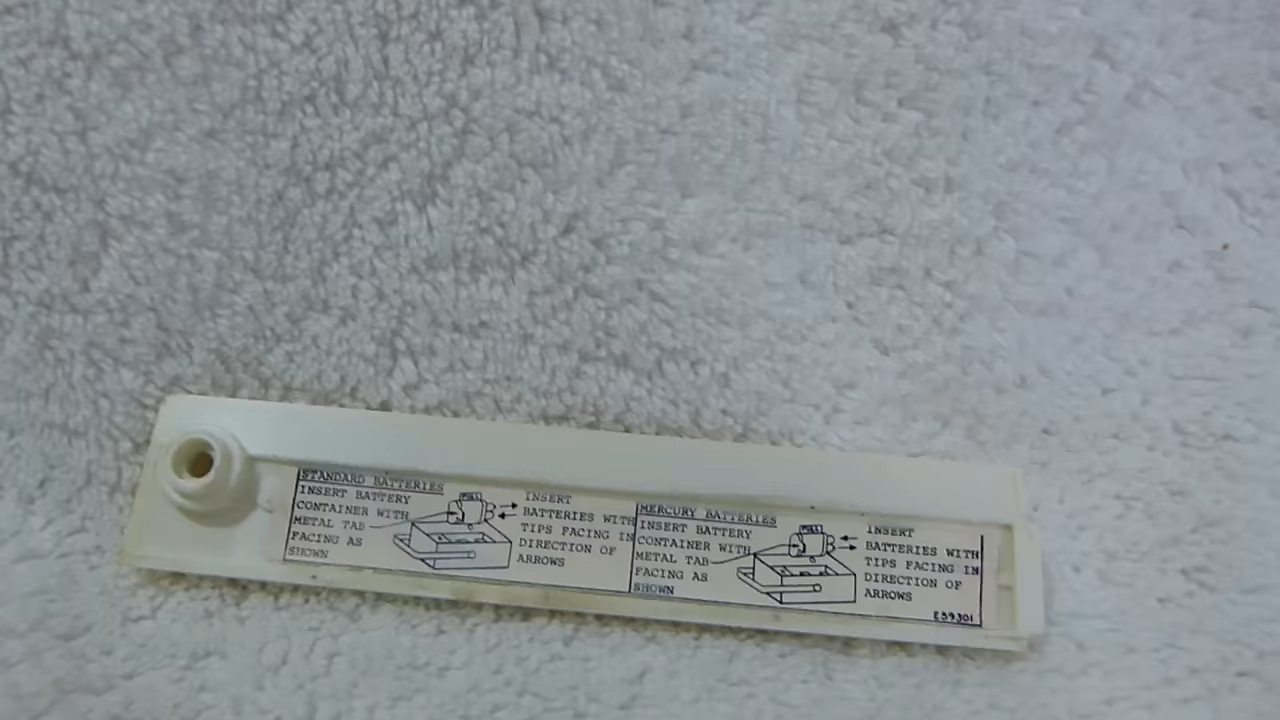 STANDARD BATTERIES
INSERT BATTERY
CONTAINER WITH
METAL TAB
FACING AS
SHOWN
PULL
INSERT
BATTERIES WITH
TIPS FACING IN
DIRECTION OF
ARROWS
MERCURY BATTERIES
INSERT BATTERY
CONTAINER WITH
METAL TAB
FACING AS
SHOWN
PULL
INSERT
BATTERIES WITH
TIPS FACING IN
DIRECTION OF
ARROWS
E59301